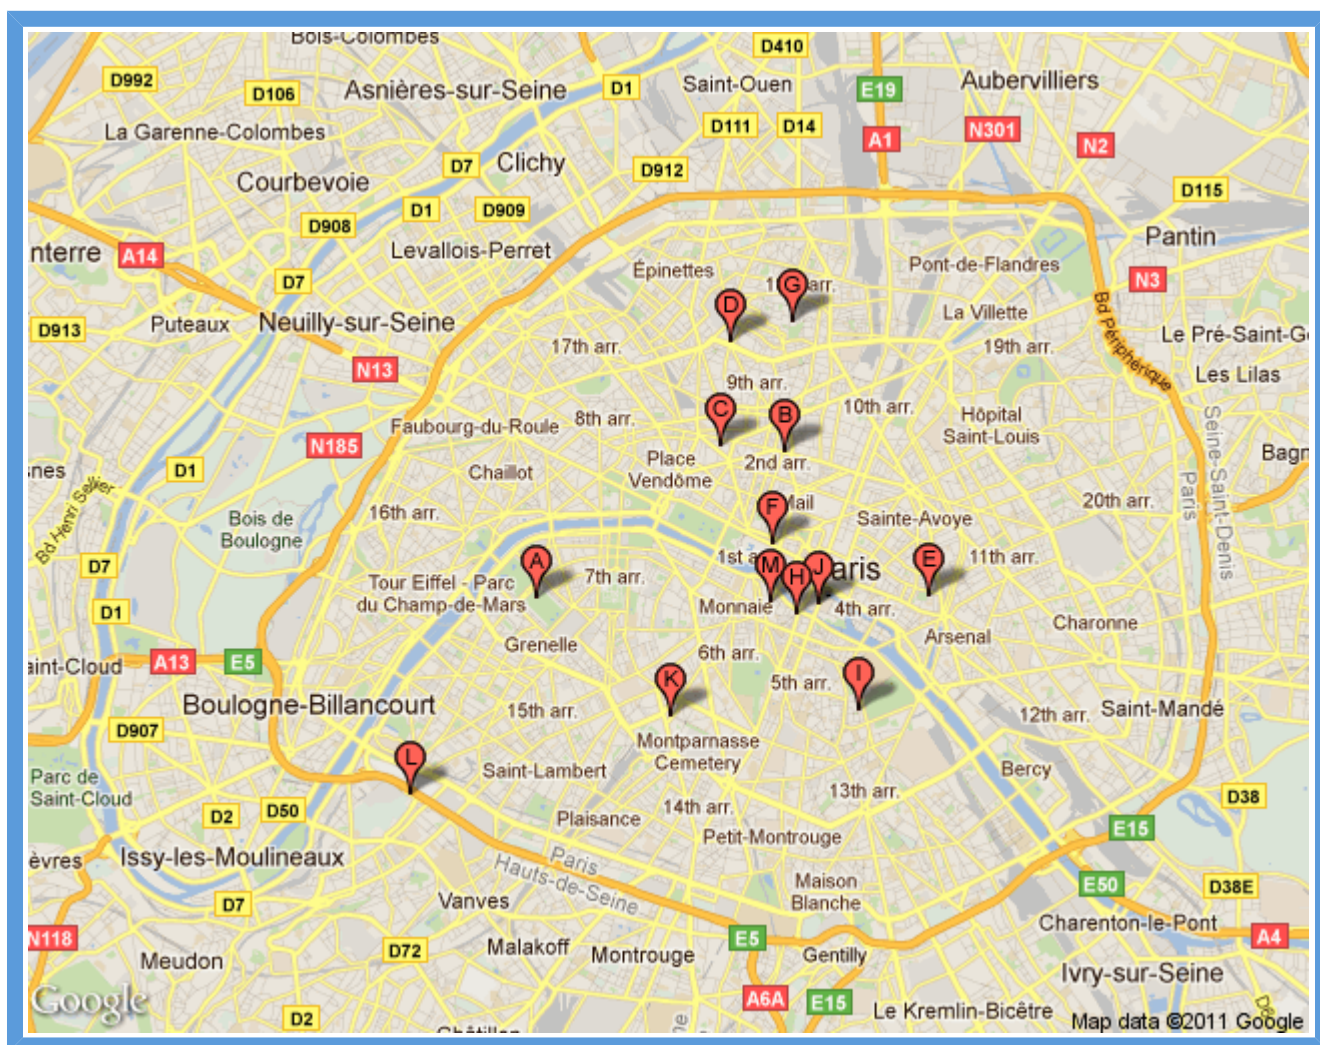 Bois-Colombes
D410
D992
D106
Asnières-sur-Seine
D1
Saint-Ouen
E19
Aubervilliers
La Garenne-Colombes
D111
D14
A1
N301
N2
D7
Clichy
D912
Courbevoie
D1
D909
D115
D908
Levallois-Perret
nterre
A14
Pantin
Épinettes
Pont-de-Flandres
N3
D7
D
G
arr.
Bd Périphérique
La Villette
D913
Puteaux
Neuilly-sur-Seine
17th arr.
19th arr.
Le Pré-Saint-G
N13
9th arr.
Les Lilas
C
B
10th arr.
Faubourg-du-Roule
8th arr.
Hôpital
Saint-Louis
N185
snes
D1
Chaillot
Place
Vendôme
2nd arr.
Bagn
Seine-Saint-Denis
Paris
Bd Henri Sellier
16th arr.
Bois de
Boulogne
F
Mail
Sainte-Avoye
20th arr.
D7
A
1st a
M
H
J
aris
E
11th arr.
Tour Eiffel - Parc
du Champ-de-Mars
7th arr.
D1
Monnaie
4th arr.
Charonne
Grenelle
Arsenal
6th arr.
aint-Cloud
A13
E5
K
5th arr.
I
Boulogne-Billancourt
15th arr.
12th arr.
Saint-Mandé
D907
Montparnasse
Cemetery
L
Saint-Lambert
Bercy
Parc de
Saint-Cloud
13th arr.
D38
D2
D50
14th arr.
Plaisance
Petit-Montrouge
E15
èvres
Issy-les-Moulineaux
Paris
Hauts-de-Seine
Maison
Blanche
E50
D38E
D7
Vanves
Charenton-le-Pont
N118
D72
Malakoff
Montrouge
E5
Gentilly
A4
Meudon
Ivry-sur-Seine
Google
D2
A6A
E15
Le Kremlin-Bicêtre
Châtillon
Map data ©2011 Google